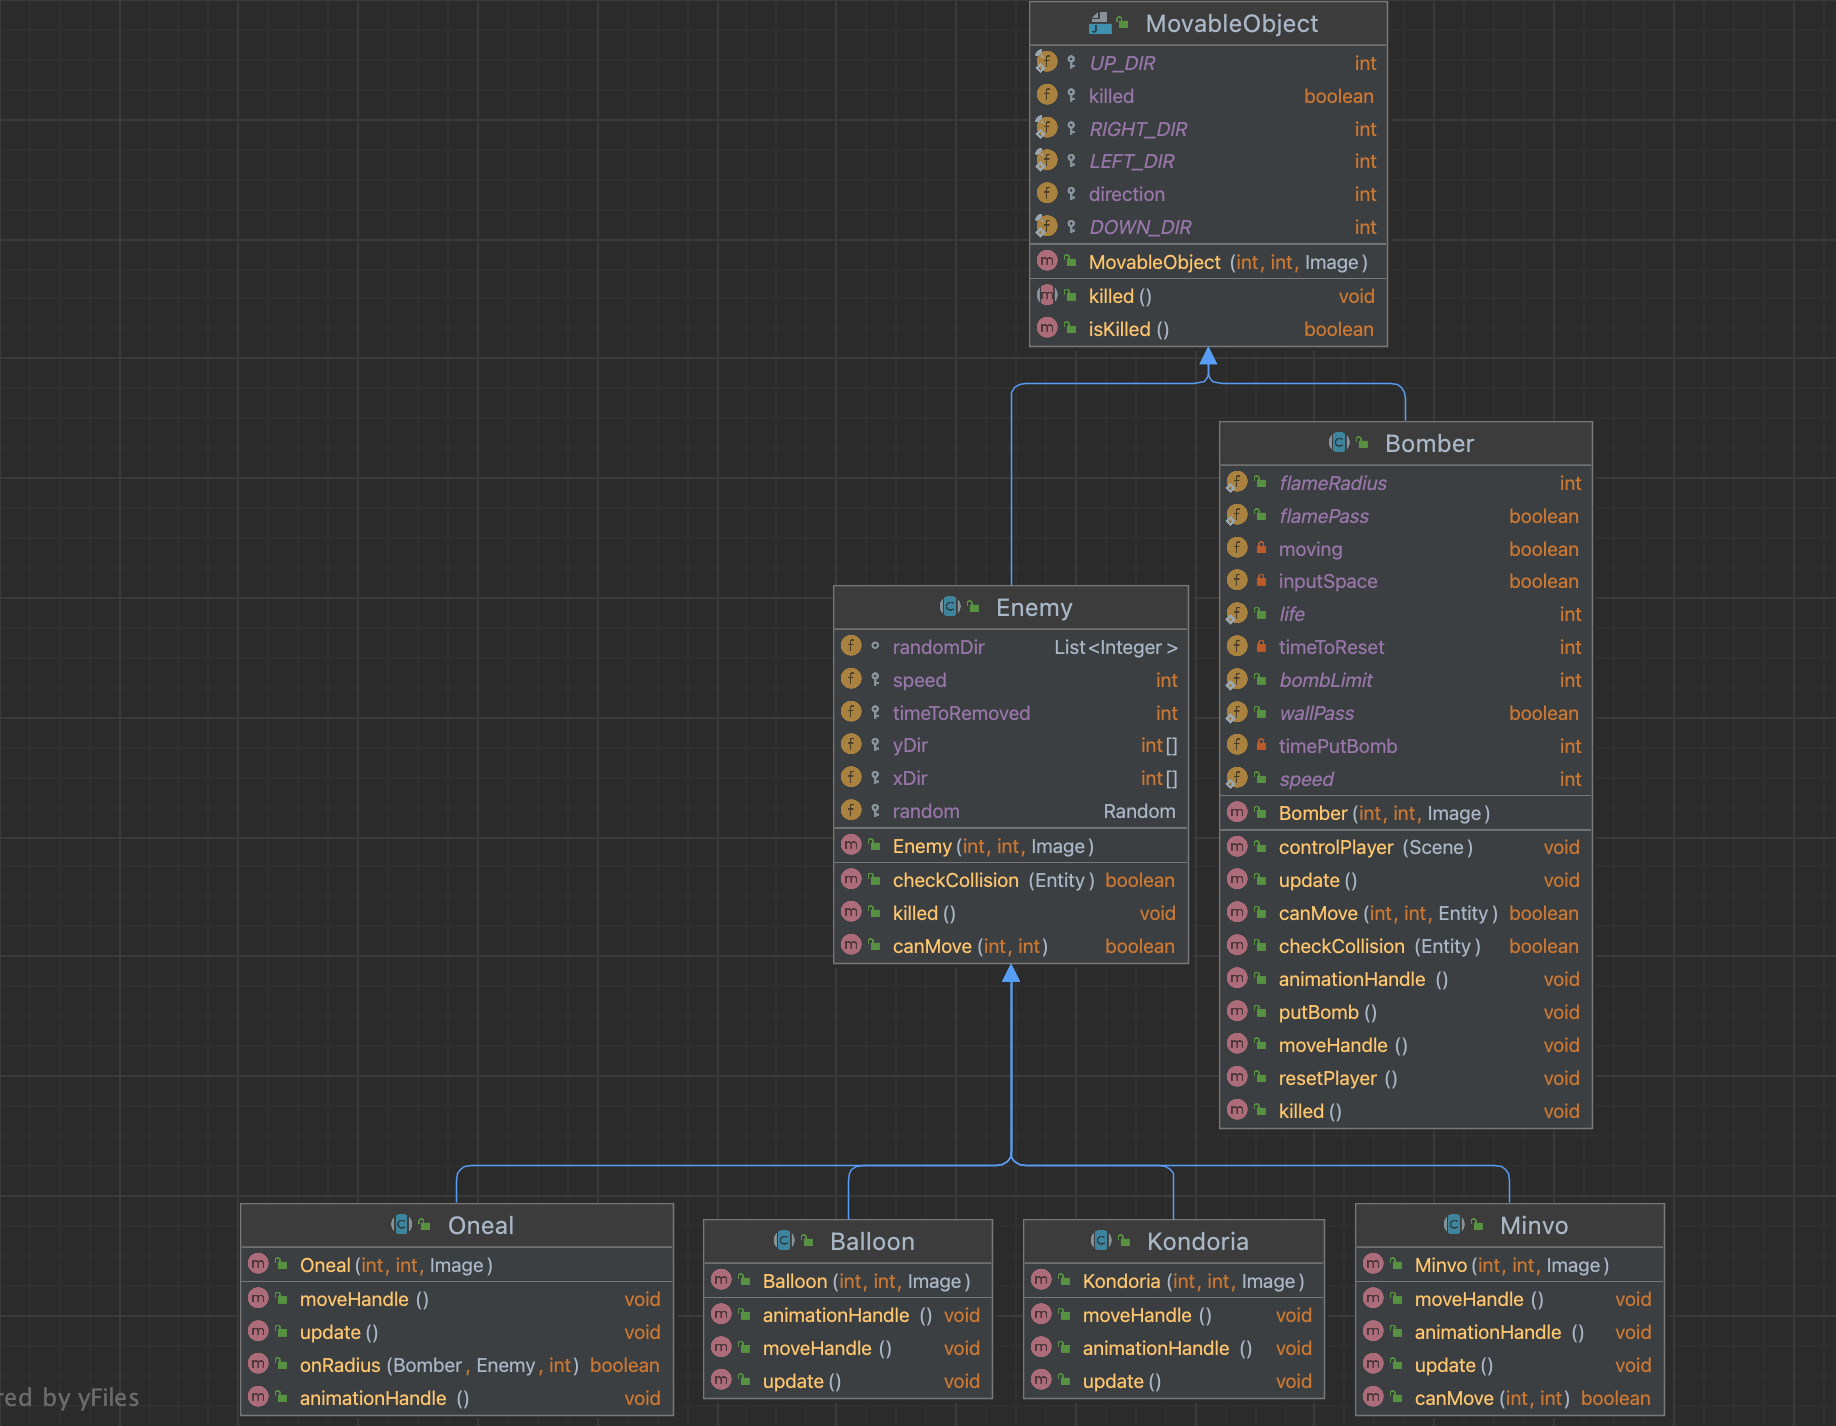 MovableObject
UP_DIR int
killed boolean
RIGHT_DIR int
LEFT_DIR int
direction int
DOWN_DIR int
MovableObject (int, int, Image)
killed () void
isKilled () boolean
Bomber
flameRadius int
flamePass boolean
moving boolean
inputSpace boolean
life int
timeToReset int
bombLimit int
wallPass boolean
timePutBomb int
speed int
Bomber (int, int, Image)
controlPlayer (Scene) void
update () void
canMove (int, int, Entity) boolean
checkCollision (Entity) boolean
animationHandle () void
putBomb () void
moveHandle () void
resetPlayer () void
killed () void
Enemy
randomDir List<Integer>
speed int
timeToRemoved int
yDir int[]
xDir int[]
random Random
Enemy (int, int, Image)
checkCollision (Entity) boolean
killed () void
canMove (int, int) boolean
Oneal
Oneal (int, int, Image)
moveHandle () void
update () void
onRadius (Bomber, Enemy, int) boolean
animationHandle () void
Balloon
Balloon (int, int, Image)
animationHandle () void
moveHandle () void
update () void
Kondoria
Kondoria (int, int, Image)
moveHandle () void
animationHandle () void
update () void
Minvo
Minvo (int, int, Image)
moveHandle () void
animationHandle () void
update () void
canMove (int, int) boolean
red by yFiles